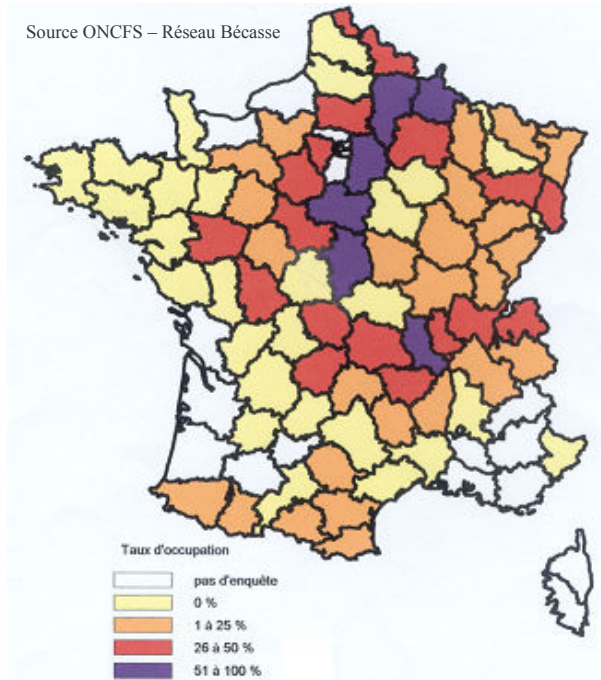 Source ONCFS – Réseau Bécasse
Taux d'occupation
pas d'enquête
0 %
1 à 25 %
26 à 50 %
51 à 100 %